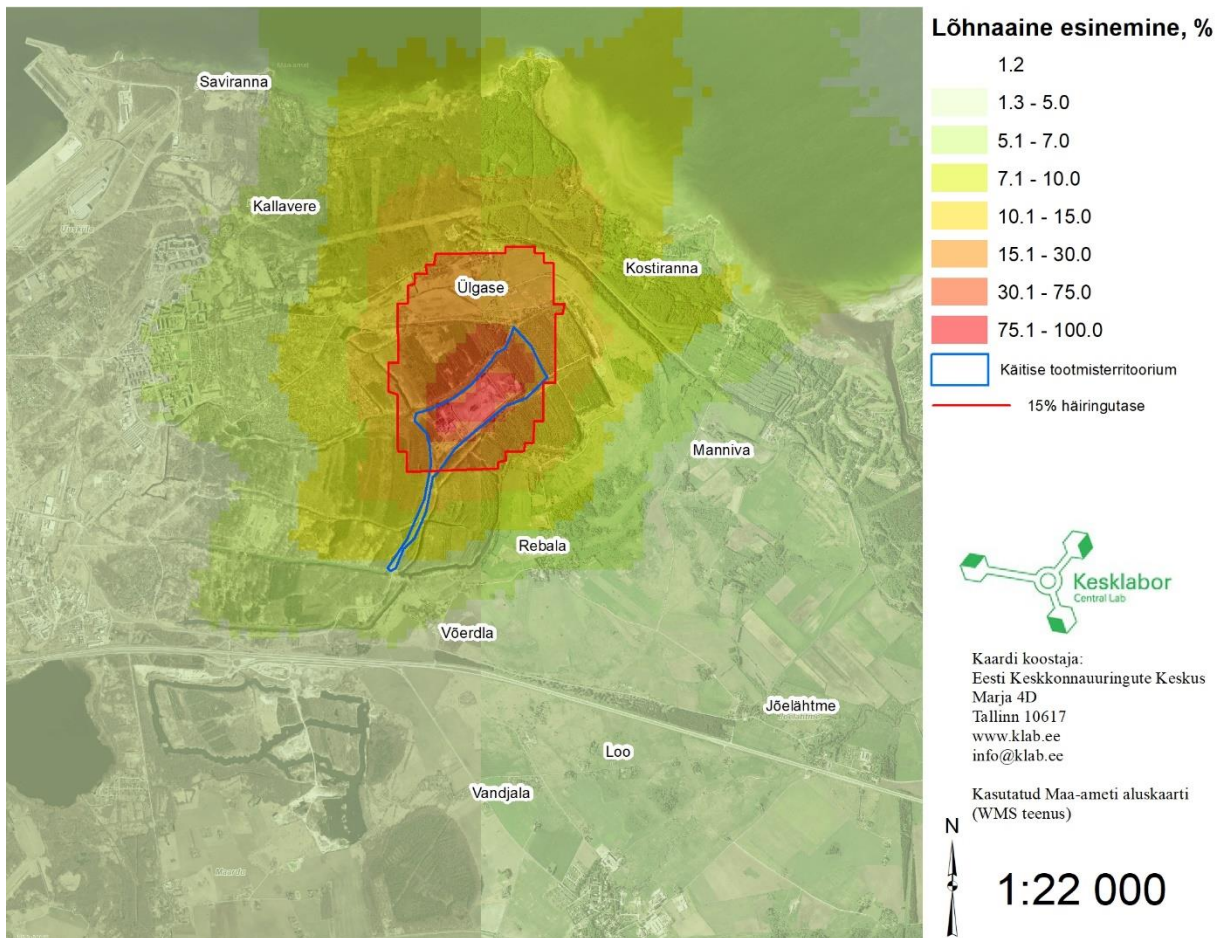 Saviranna
Kallavere
Ülgase
Kostiranna
Manniva
Rebala
Võerdla
Jõelähtme
Loo
Vandjala
Maardu
Lõhnaaine esinemine, %
1.2
1.3 - 5.0
5.1 - 7.0
7.1 - 10.0
10.1 - 15.0
15.1 - 30.0
30.1 - 75.0
75.1 - 100.0
Käitise tootmisterritoorium
15% häiringutase
Kesklabor
Central Lab
Kaardi koostaja:
Eesti Keskkonnauuringute Keskus
Marja 4D
Tallinn 10617
www.klab.ee
info@klab.ee
Kasutatud Maa-ameti aluskaarti
(WMS teenus)
N
1:22 000